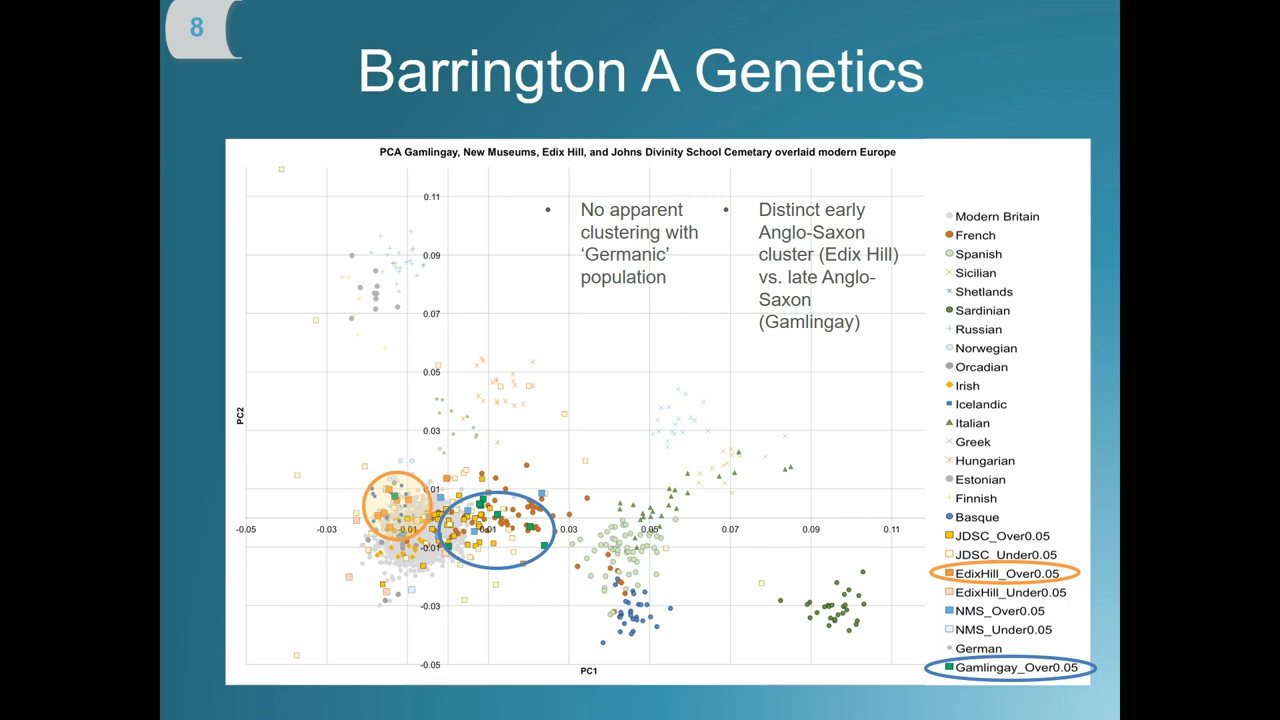 8
Barrington A Genetics
PCA Gamlingay, New Museums, Edix Hill, and Johns Divinity School Cemetary overlaid modern Europe
• No apparent
clustering with
‘Germanic’
population
• Distinct early
Anglo-Saxon
cluster (Edix Hill)
vs. late Anglo-
Saxon
(Gamlingay)
PC2
0.11
0.09
0.07
0.05
0.03
.01
-0.05
-0.03
-0.01
0.01
0.03
0.05
0.07
0.09
0.11
-0.01
-0.03
-0.05
PC1
Modern Britain
French
Spanish
Sicilian
Shetlands
Sardinian
Russian
Norwegian
Orcadian
Irish
Icelandic
Italian
Greek
Hungarian
Estonian
Finnish
Basque
JDSC_Over0.05
JDSC_Under0.05
EdixHill_Over0.05
EdixHill_Under0.05
NMS_Over0.05
NMS_Under0.05
German
Gamlingay_Over0.05